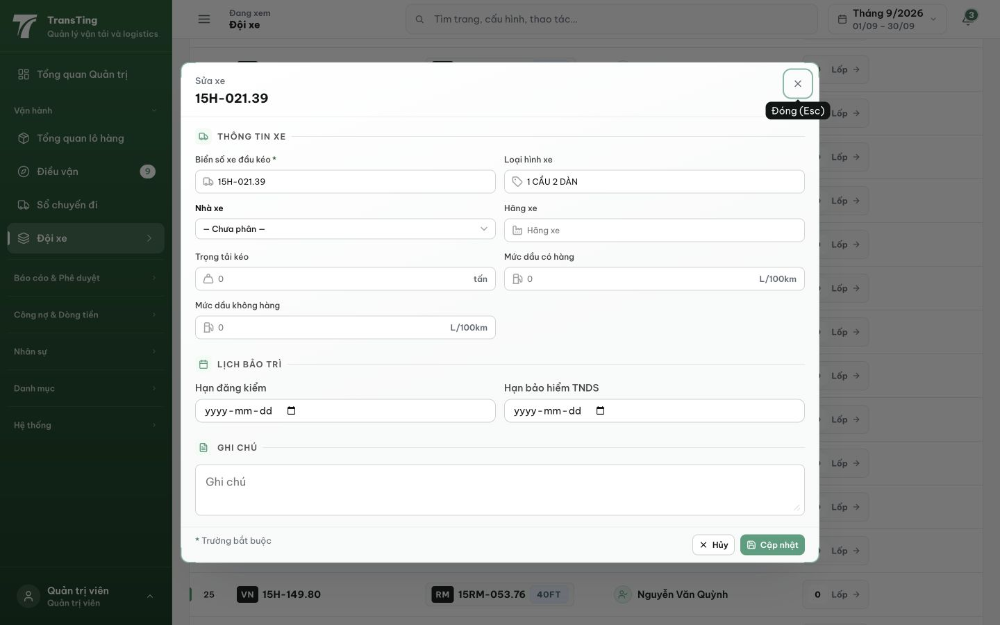 TransTing
Quản lý vận tải và logistics
Tổng quan Quản trị
Vận hành
Tổng quan lô hàng
Điều vận
9
Sổ chuyến đi
Đội xe
Báo cáo & Phê duyệt
Công nợ & Dòng tiền
Nhân sự
Danh mục
Hệ thống
Quản trị viên
Quản trị viên
Đang xem
Đội xe
Tìm trang, cấu hình, thao tác...
Tháng 9/2026
01/09 – 30/09
3
Sửa xe
15H-021.39
Đóng (Esc)
THÔNG TIN XE
Biển số xe đầu kéo *
15H-021.39
Loại hình xe
1 CẦU 2 DÀN
Nhà xe
— Chưa phân —
Hãng xe
Hãng xe
Trọng tải kéo
0 tấn
Mức dầu có hàng
0 L/100km
Mức dầu không hàng
0 L/100km
LỊCH BẢO TRÌ
Hạn đăng kiểm
yyyy-mm-dd
Hạn bảo hiểm TNDS
yyyy-mm-dd
GHI CHÚ
Ghi chú
* Trường bắt buộc
Hủy
Cập nhật
Lốp
Lốp
Lốp
Lốp
Lốp
Lốp
Lốp
Lốp
Lốp
Lốp
Lốp
Lốp
25 VN 15H-149.80 RM 15RM-053.76 40FT Nguyễn Văn Quỳnh 0 Lốp